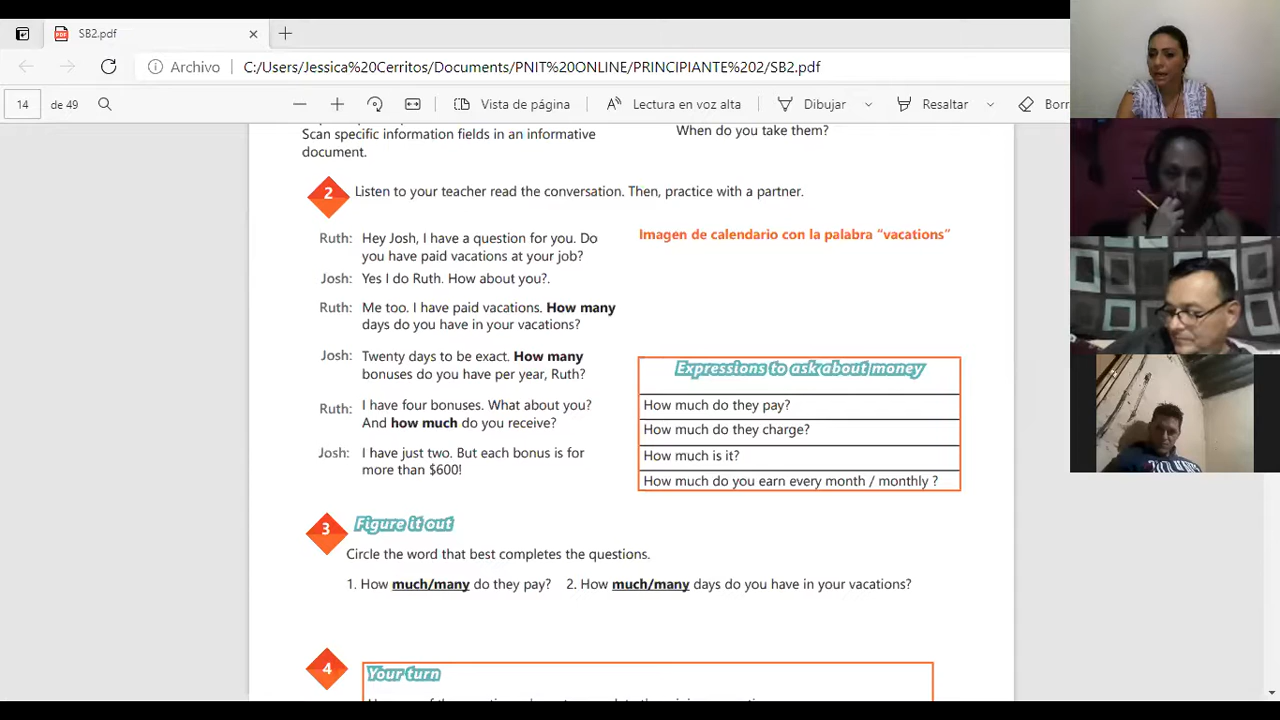 SB2.pdf
Archivo
C:/Users/Jessica%20Cerritos/Documents/PNIT%20ONLINE/PRINCIPIANTE%202/SB2.pdf
14
de 49
Vista de página
Lectura en voz alta
Dibujar
Resaltar
Borr
Scan specific information fields in an informative
document.
When do you take them?
2
Listen to your teacher read the conversation. Then, practice with a partner.
Ruth: Hey Josh, I have a question for you. Do
you have paid vacations at your job?
Josh: Yes I do Ruth. How about you?.
Ruth: Me too. I have paid vacations. How many
days do you have in your vacations?
Josh: Twenty days to be exact. How many
bonuses do you have per year, Ruth?
Ruth: I have four bonuses. What about you?
And how much do you receive?
Josh: I have just two. But each bonus is for
more than $600!
Imagen de calendario con la palabra “vacations”
Expressions to ask about money
How much do they pay?
How much do they charge?
How much is it?
How much do you earn every month / monthly ?
3
Figure it out
Circle the word that best completes the questions.
1. How much/many do they pay? 2. How much/many days do you have in your vacations?
4
Your turn